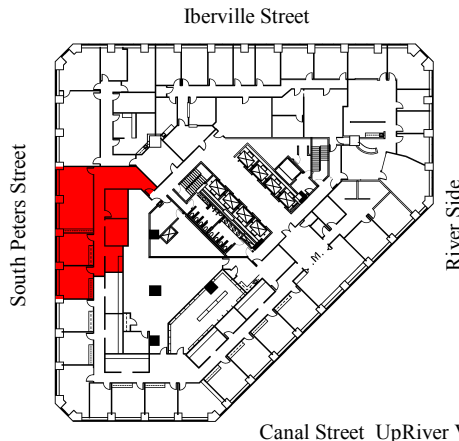 Iberville Street
South Peters Street
River Side
Canal Street UpRiver V